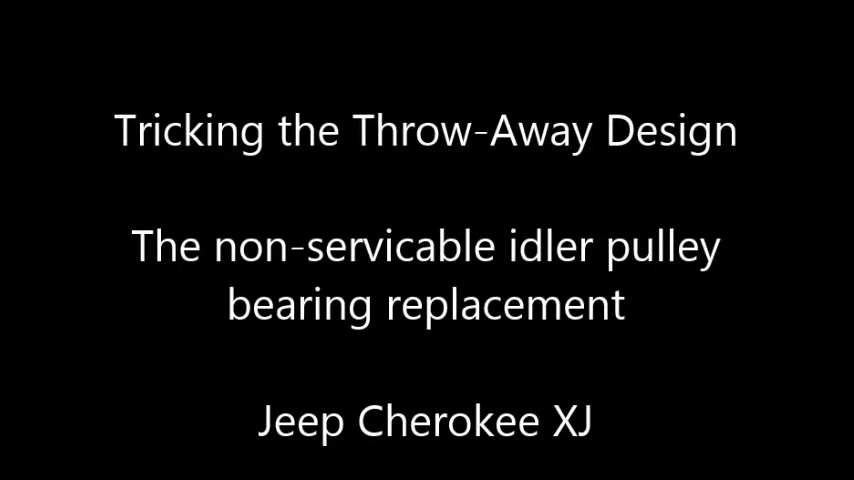 Tricking the Throw-Away Design
The non-servicable idler pulley
bearing replacement
Jeep Cherokee XJ